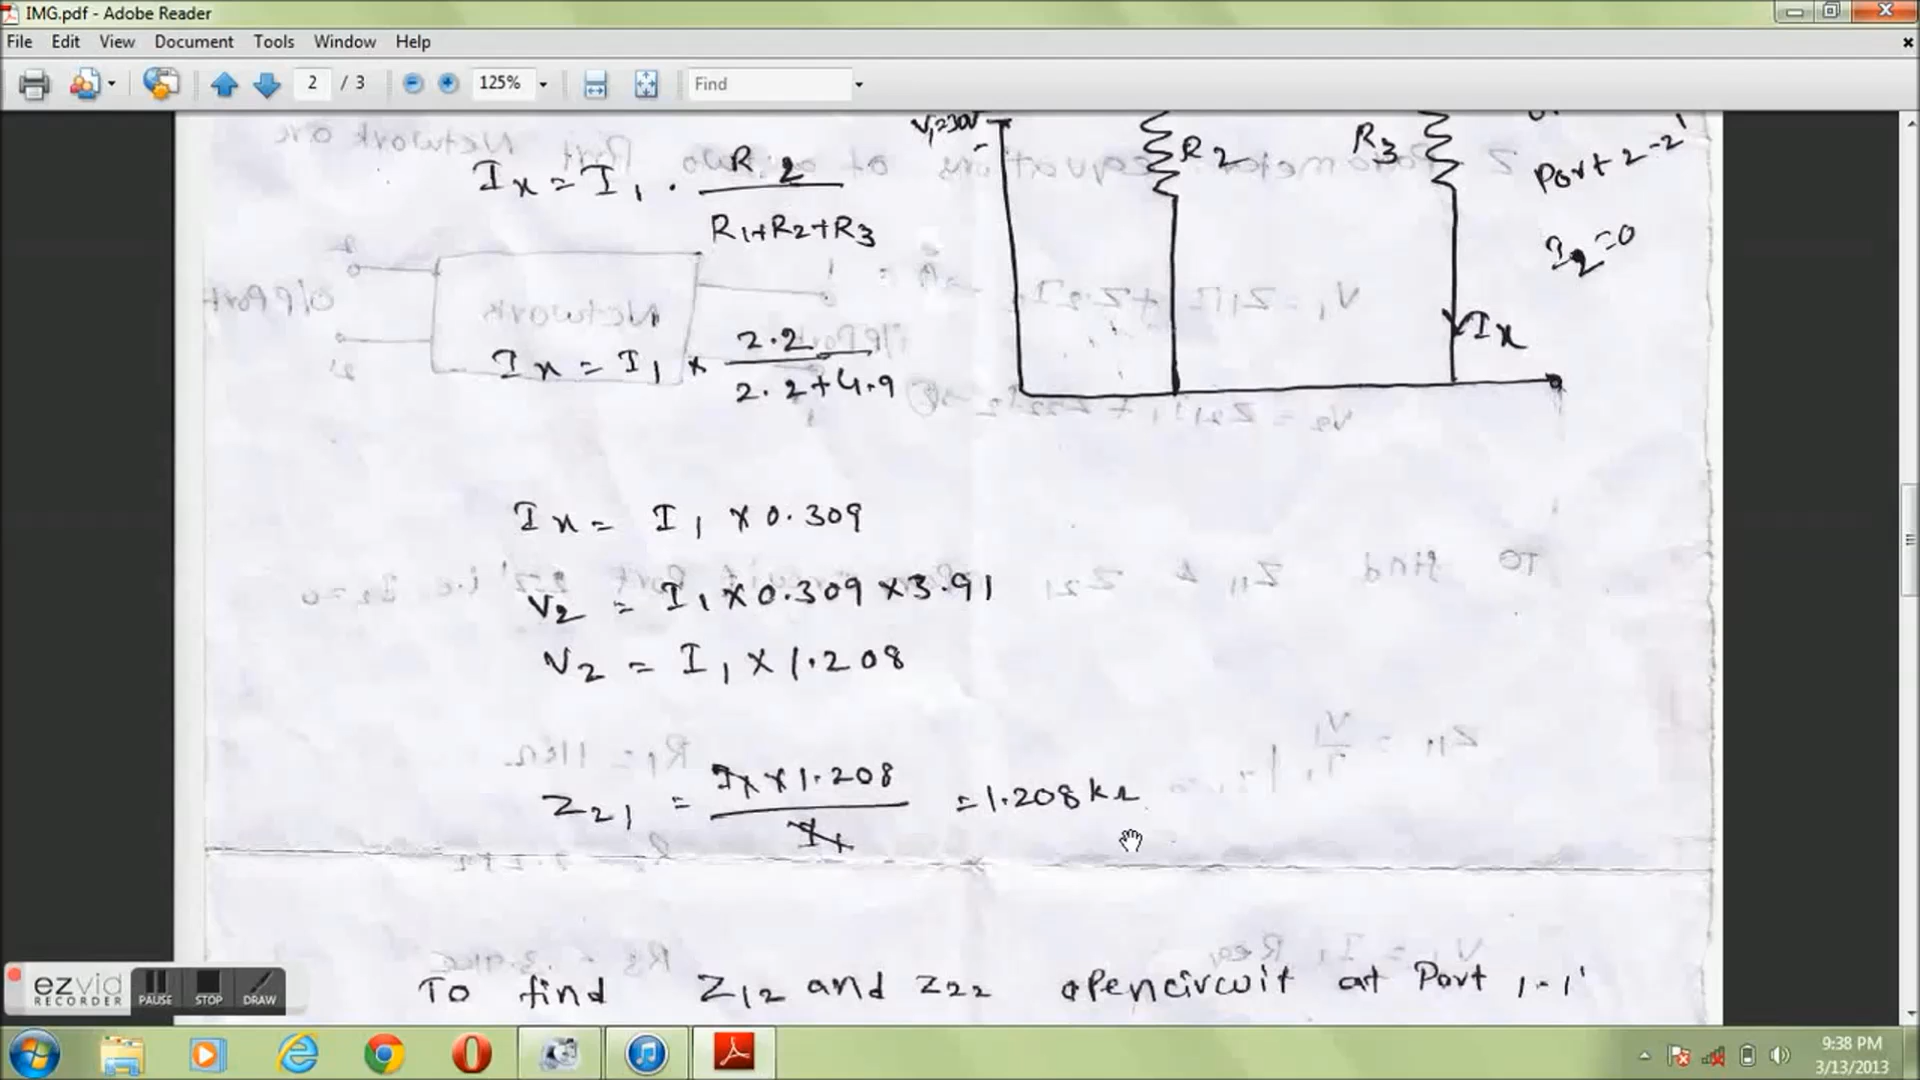 IMG.pdf - Adobe Reader
File Edit View Document Tools Window Help
2 / 3 125% Find
V₁=30V
-
R2
R3
Port 2-2'
I2=0
Ix
Ix = I1 . R2 / R1+R2+R3
Ix = I1 × 2.2 / 2.2+4.9
Ix = I1 × 0.309
V2 = I1 × 0.309 × 3.91
V2 = I1 × 1.208
Z21 = I1 × 1.208 / I1 = 1.208 kΩ
To find Z12 and Z22 opencircuit at Port 1-1'
ezvid
RECORDER
PAUSE STOP DRAW
9:38 PM
3/13/2013